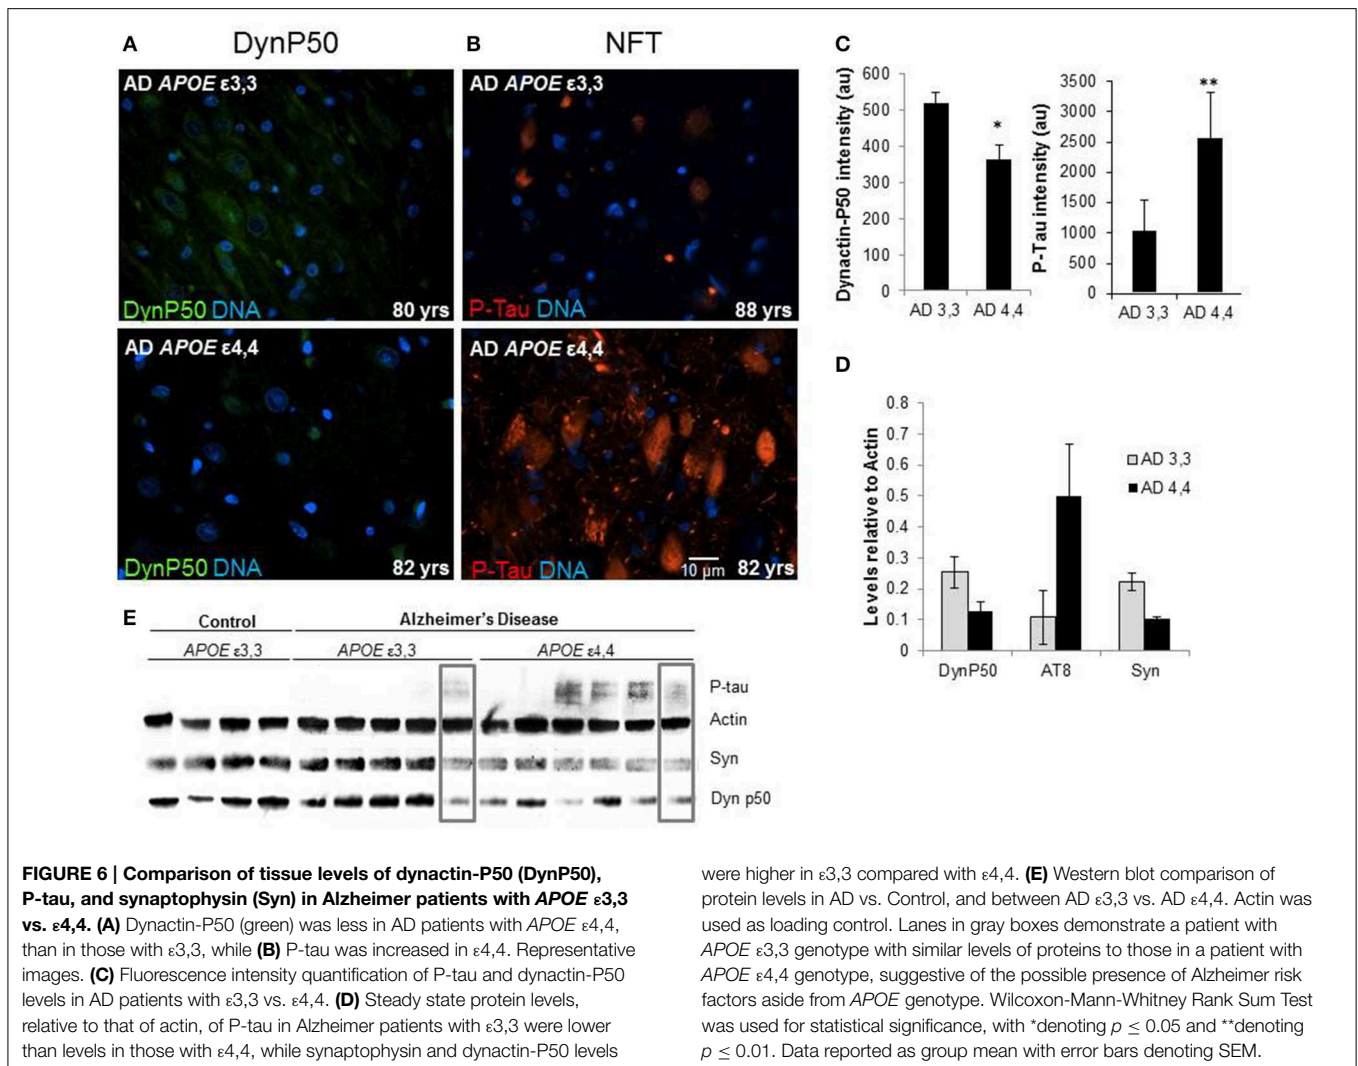 A DynP50
B NFT
AD APOE ε3,3
DynP50 DNA 80 yrs
AD APOE ε3,3
P-Tau DNA 88 yrs
AD APOE ε4,4
DynP50 DNA 82 yrs
AD APOE ε4,4
P-Tau DNA 10 µm 82 yrs
C
Dynactin-P50 intensity (au)
600
500
400
300
200
100
0
*
AD 3,3 AD 4,4
P-Tau intensity (au)
3500
3000
2500
2000
1500
1000
500
0
**
AD 3,3 AD 4,4
D
Levels relative to Actin
0.8
0.7
0.6
0.5
0.4
0.3
0.2
0.1
0
AD 3,3
AD 4,4
DynP50 AT8 Syn
E
Control Alzheimer's Disease
APOE ε3,3 APOE ε3,3 APOE ε4,4
P-tau
Actin
Syn
Dyn p50
FIGURE 6 | Comparison of tissue levels of dynactin-P50 (DynP50),
P-tau, and synaptophysin (Syn) in Alzheimer patients with APOE ε3,3
vs. ε4,4. (A) Dynactin-P50 (green) was less in AD patients with APOE ε4,4,
than in those with ε3,3, while (B) P-tau was increased in ε4,4. Representative
images. (C) Fluorescence intensity quantification of P-tau and dynactin-P50
levels in AD patients with ε3,3 vs. ε4,4. (D) Steady state protein levels,
relative to that of actin, of P-tau in Alzheimer patients with ε3,3 were lower
than levels in those with ε4,4, while synaptophysin and dynactin-P50 levels
were higher in ε3,3 compared with ε4,4. (E) Western blot comparison of
protein levels in AD vs. Control, and between AD ε3,3 vs. AD ε4,4. Actin was
used as loading control. Lanes in gray boxes demonstrate a patient with
APOE ε3,3 genotype with similar levels of proteins to those in a patient with
APOE ε4,4 genotype, suggestive of the possible presence of Alzheimer risk
factors aside from APOE genotype. Wilcoxon-Mann-Whitney Rank Sum Test
was used for statistical significance, with *denoting p ≤ 0.05 and **denoting
p ≤ 0.01. Data reported as group mean with error bars denoting SEM.